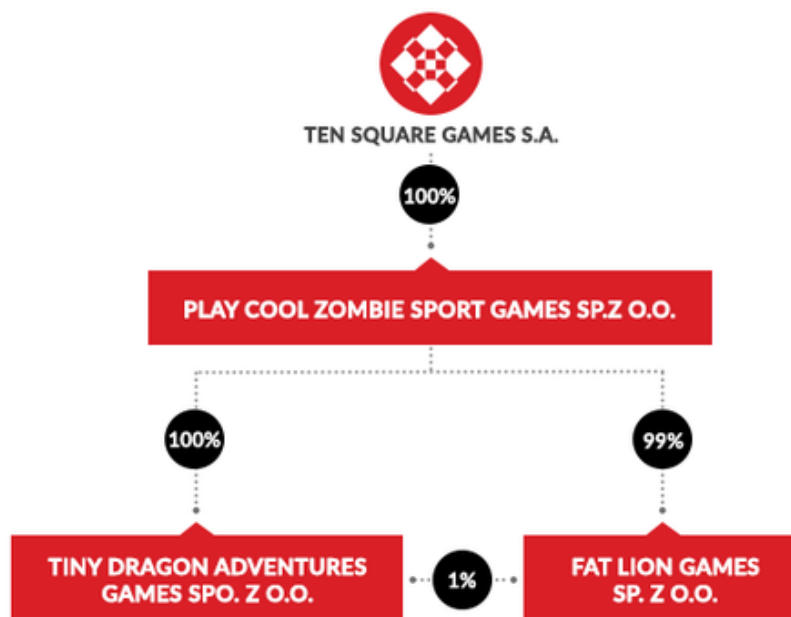 TEN SQUARE GAMES S.A.
100%
PLAY COOL ZOMBIE SPORT GAMES SP.Z O.O.
100%
99%
TINY DRAGON ADVENTURES
GAMES SPO. Z O.O.
1%
FAT LION GAMES
SP. Z O.O.